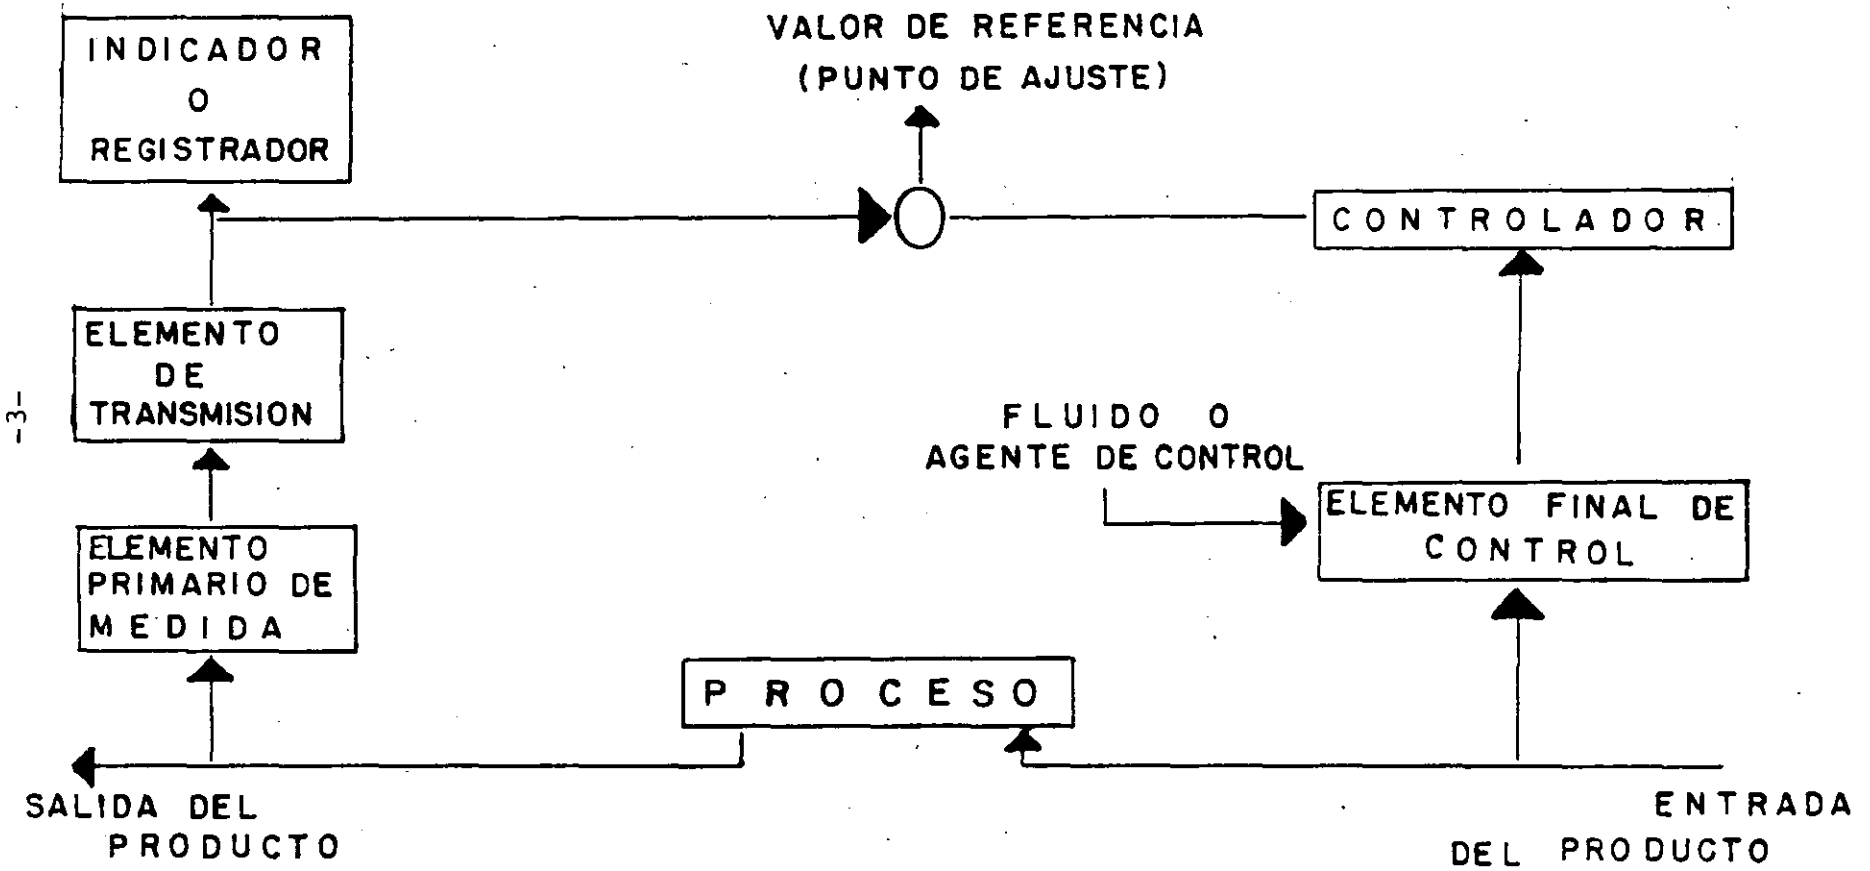 INDICADOR
O
REGISTRADOR
VALOR DE REFERENCIA
(PUNTO DE AJUSTE)
CONTROLADOR
ELEMENTO
DE
TRANSMISION
-3-
FLUIDO O
AGENTE DE CONTROL
ELEMENTO FINAL DE
CONTROL
ELEMENTO
PRIMARIO DE
MEDIDA
PROCESO
SALIDA DEL
PRODUCTO
ENTRADA
DEL PRODUCTO